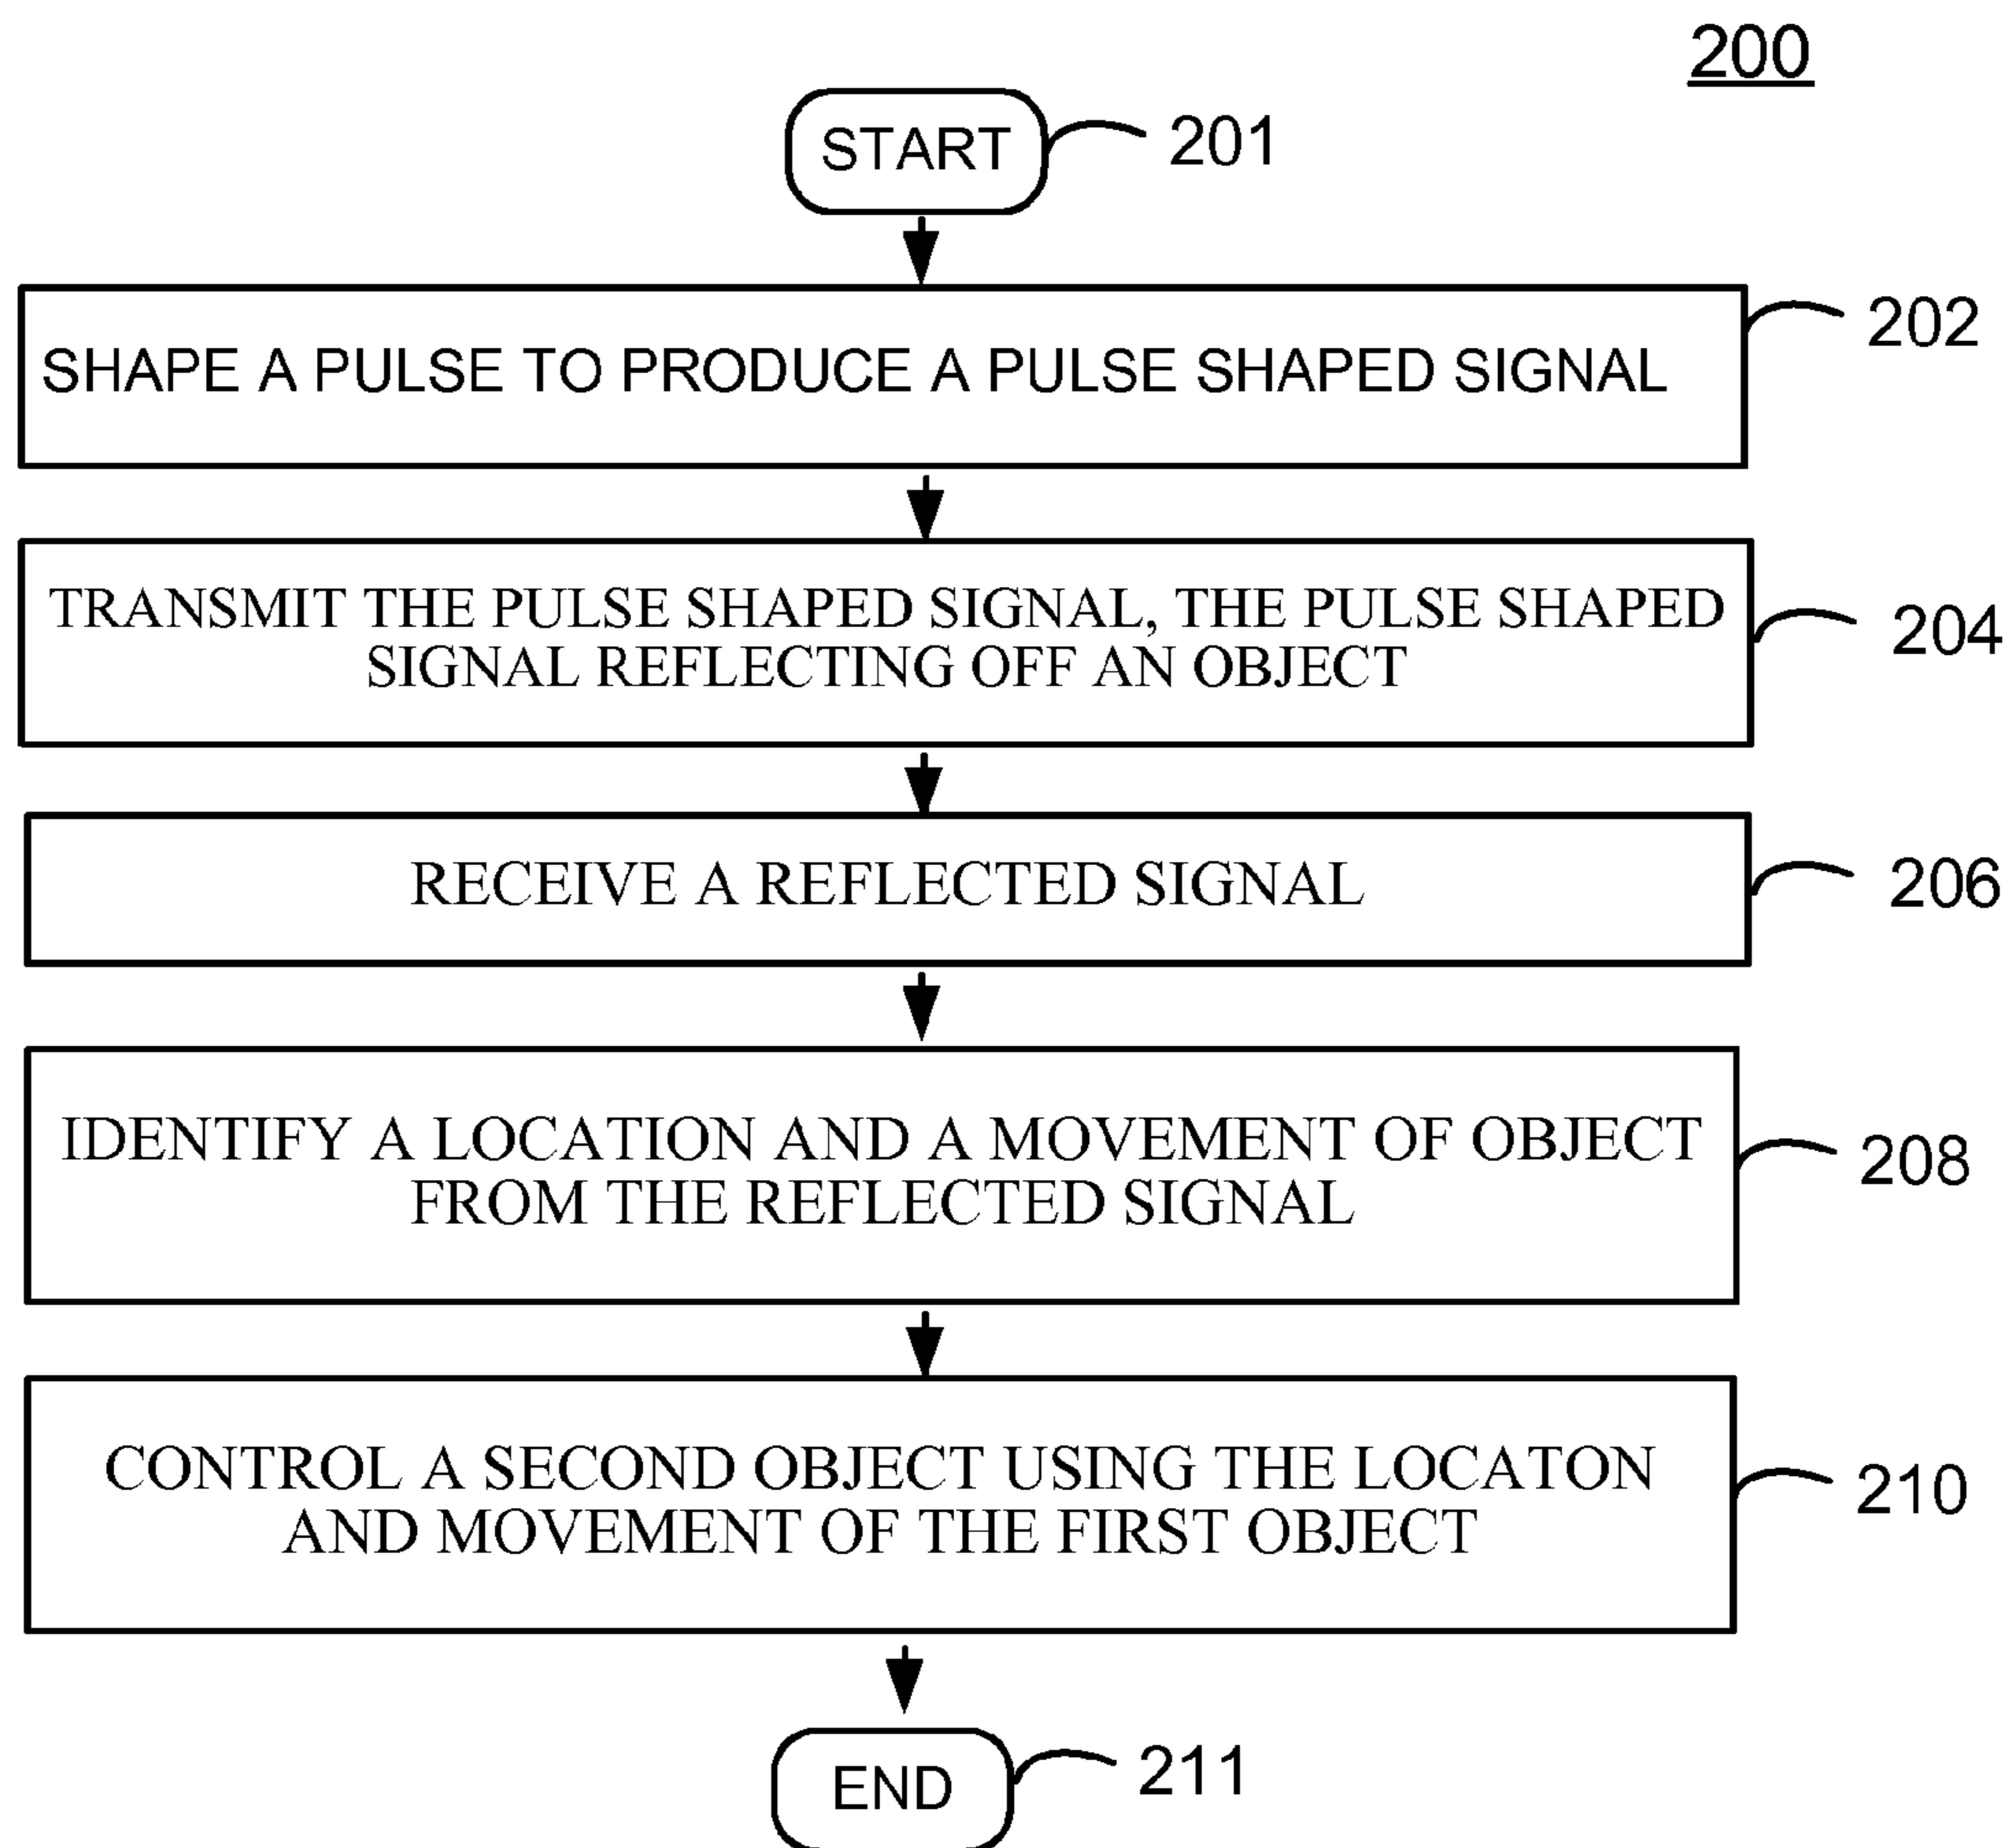 200
START
201
SHAPE A PULSE TO PRODUCE A PULSE SHAPED SIGNAL
202
TRANSMIT THE PULSE SHAPED SIGNAL, THE PULSE SHAPED
SIGNAL REFLECTING OFF AN OBJECT
204
RECEIVE A REFLECTED SIGNAL
206
IDENTIFY A LOCATION AND A MOVEMENT OF OBJECT
FROM THE REFLECTED SIGNAL
208
CONTROL A SECOND OBJECT USING THE LOCATON
AND MOVEMENT OF THE FIRST OBJECT
210
END
211